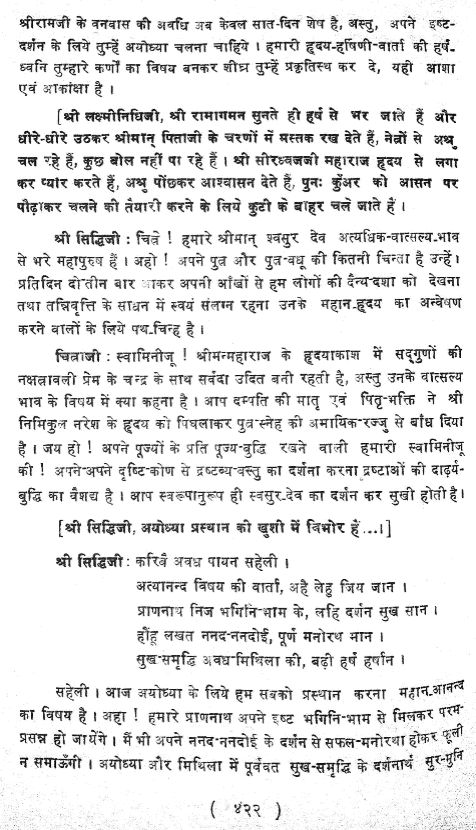 श्रीरामजी के वनवास की अवधि अब केवल सात-दिन शेष है, अस्तु, अपने इष्ट-
दर्शन के लिये तुम्हें अयोध्या चलना चाहिये । हमारी हृदय-हर्षिणी-वार्ता की हर्ष-
ध्वनि तुम्हारे कर्णों का विषय बनकर शीघ्र तुम्हें प्रकृतिस्थ कर दे, यही आशा
एवं आकांक्षा है ।
[श्री लक्ष्मीनिधिजी, श्री रामागमन सुनते ही हर्ष से भर जाते हैं और
धीरे-धीरे उठकर श्रीमान् पिताजी के चरणों में मस्तक रख देते हैं, नेत्रों से अश्रु
चल रहे हैं, कुछ बोल नहीं पा रहे हैं । श्री सीरध्वजजी महाराज हृदय से लगा
कर प्यार करते हैं, अश्रु पोंछकर आश्वासन देते हैं, पुनः कुँअर को आसन पर
पौढ़ाकर चलने की तैयारी करने के लिये कुटी के बाहर चले जाते हैं ।
श्री सिद्धिजी : चित्रे ! हमारे श्रीमान् श्वसुर देव अत्यधिक-वात्सल्य-भाव
से भरे महापुरुष हैं । अहो ! अपने पुत्र और पुत्र-वधू की कितनी चिन्ता है उन्हें ।
प्रतिदिन दो-तीन बार आकर अपनी आँखों से हम लोगों की दैन्य-दशा को देखना
तथा तन्निवृत्ति के साधन में स्वयं संलग्न रहना उनके महान-हृदय का अन्वेषण
करने वालों के लिये पथ-चिन्ह है ।
चित्राजी : स्वामिनीजू ! श्रीमन्महाराज के हृदयाकाश में सद्गुणों की
नक्षत्रावली प्रेम के चन्द्र के साथ सर्वदा उदित बनी रहती है, अस्तु उनके वात्सल्य
भाव के विषय में क्या कहना है । आप दम्पति की मातृ एवं पितृ-भक्ति ने श्री
निमिकुल नरेश के हृदय को पिघलाकर पुत्र-स्नेह की अमायिक-रज्जु से बाँध दिया
है । जय हो ! अपने पूज्यों के प्रति पूज्य-बुद्धि रखने वाली हमारी स्वामिनीजू
की ! अपने-अपने दृष्टि-कोण से द्रष्टव्य-वस्तु का दर्शना करना द्रष्टाओं की दार्ढ्य-
बुद्धि का वैशद्य है । आप स्वरूपानुरूप ही स्वसुर-देव का दर्शन कर सुखी होती है।
[श्री सिद्धिजी, अयोध्या प्रस्थान की खुशी में विभोर हैं ...।]
श्री सिद्धिजी : करिबै अवध पायन सहेली ।
अत्यानन्द विषय की वार्ता, अहै लेहु जिय जान ।
प्राणनाथ निज भगिनि-भाम के, लहि दर्शन सुख सान ।
हौंहू लखत ननद-ननदोई, पूर्ण मनोरथ मान ।
सुख-समृद्धि अवध-मिथिला की, बढ़ी हर्ष हर्षान ।
सहेली । आज अयोध्या के लिये हम सबको प्रस्थान करना महान-आनन्द
का विषय है । अहा ! हमारे प्राणनाथ अपने इष्ट भगिनि-भाम से मिलकर परम-
प्रसन्न हो जायेंगे । मैं भी अपने ननद-ननदोई के दर्शन से सफल-मनोरथा होकर फूली
न समाऊँगी । अयोध्या और मिथिला में पूर्ववत सुख-समृद्धि के दर्शनार्थ सुर-मुनि
( ४२२ )